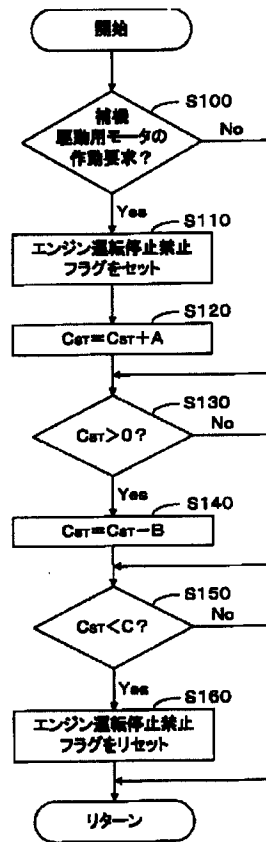 開始
S100
補機
駆動用モータの
作動要求？
No
Yes
S110
エンジン運転停止禁止
フラグをセット
S120
CST=CST+A
S130
CST>0？
No
Yes
S140
CST=CST-B
S150
CST<C？
No
Yes
S160
エンジン運転停止禁止
フラグをリセット
リターン